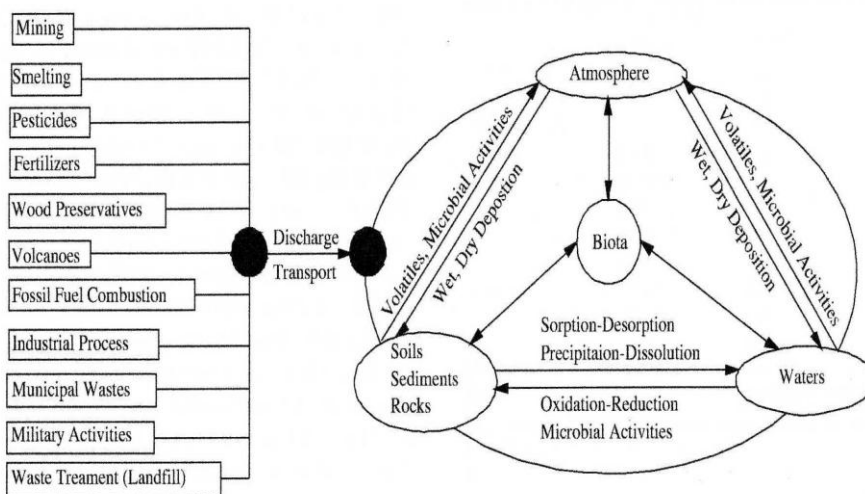 Mining
Smelting
Pesticides
Fertilizers
Wood Preservatives
Volcanoes
Fossil Fuel Combustion
Industrial Process
Municipal Wastes
Military Activities
Waste Treament (Landfill)
Discharge
Transport
Atmosphere
Volatiles, Microbial Activities
Wet, Dry Depostion
Volatiles, Microbial Activities
Wet, Dry Deposition
Biota
Sorption-Desorption
Precipitaion-Dissolution
Soils
Sediments
Rocks
Waters
Oxidation-Reduction
Microbial Activities